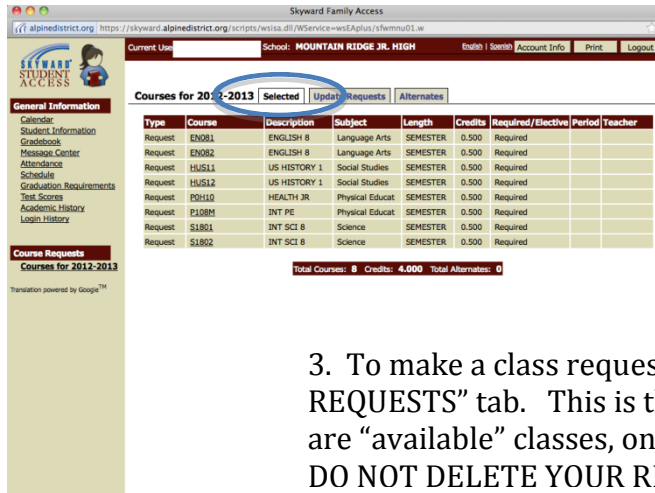 Skyward Family Access
alpinedistrict.org https://skyward.alpinedistrict.org/scripts/wsisa.dll/WService=wsEAplus/sfwmnu01.w
SKYWARD®
STUDENT
ACCESS
Current Use
School: MOUNTAIN RIDGE JR. HIGH
English | Spanish Account Info Print Logout
Courses for 2012-2013 Selected Update Requests Alternates
General Information
Calendar
Student Information
Gradebook
Message Center
Attendance
Schedule
Graduation Requirements
Test Scores
Academic History
Login History
Course Requests
Courses for 2012-2013
Translation powered by Google™
Type Course Description Subject Length Credits Required/Elective Period Teacher
Request EN081 ENGLISH 8 Language Arts SEMESTER 0.500 Required
Request EN082 ENGLISH 8 Language Arts SEMESTER 0.500 Required
Request HUS11 US HISTORY 1 Social Studies SEMESTER 0.500 Required
Request HUS12 US HISTORY 1 Social Studies SEMESTER 0.500 Required
Request P0H10 HEALTH JR Physical Educat SEMESTER 0.500 Required
Request P108M INT PE Physical Educat SEMESTER 0.500 Required
Request S1801 INT SCI 8 Science SEMESTER 0.500 Required
Request S1802 INT SCI 8 Science SEMESTER 0.500 Required
Total Courses: 8 Credits: 4.000 Total Alternates: 0
3. To make a class reques
REQUESTS” tab. This is t
are “available” classes, on
DO NOT DELETE YOUR R